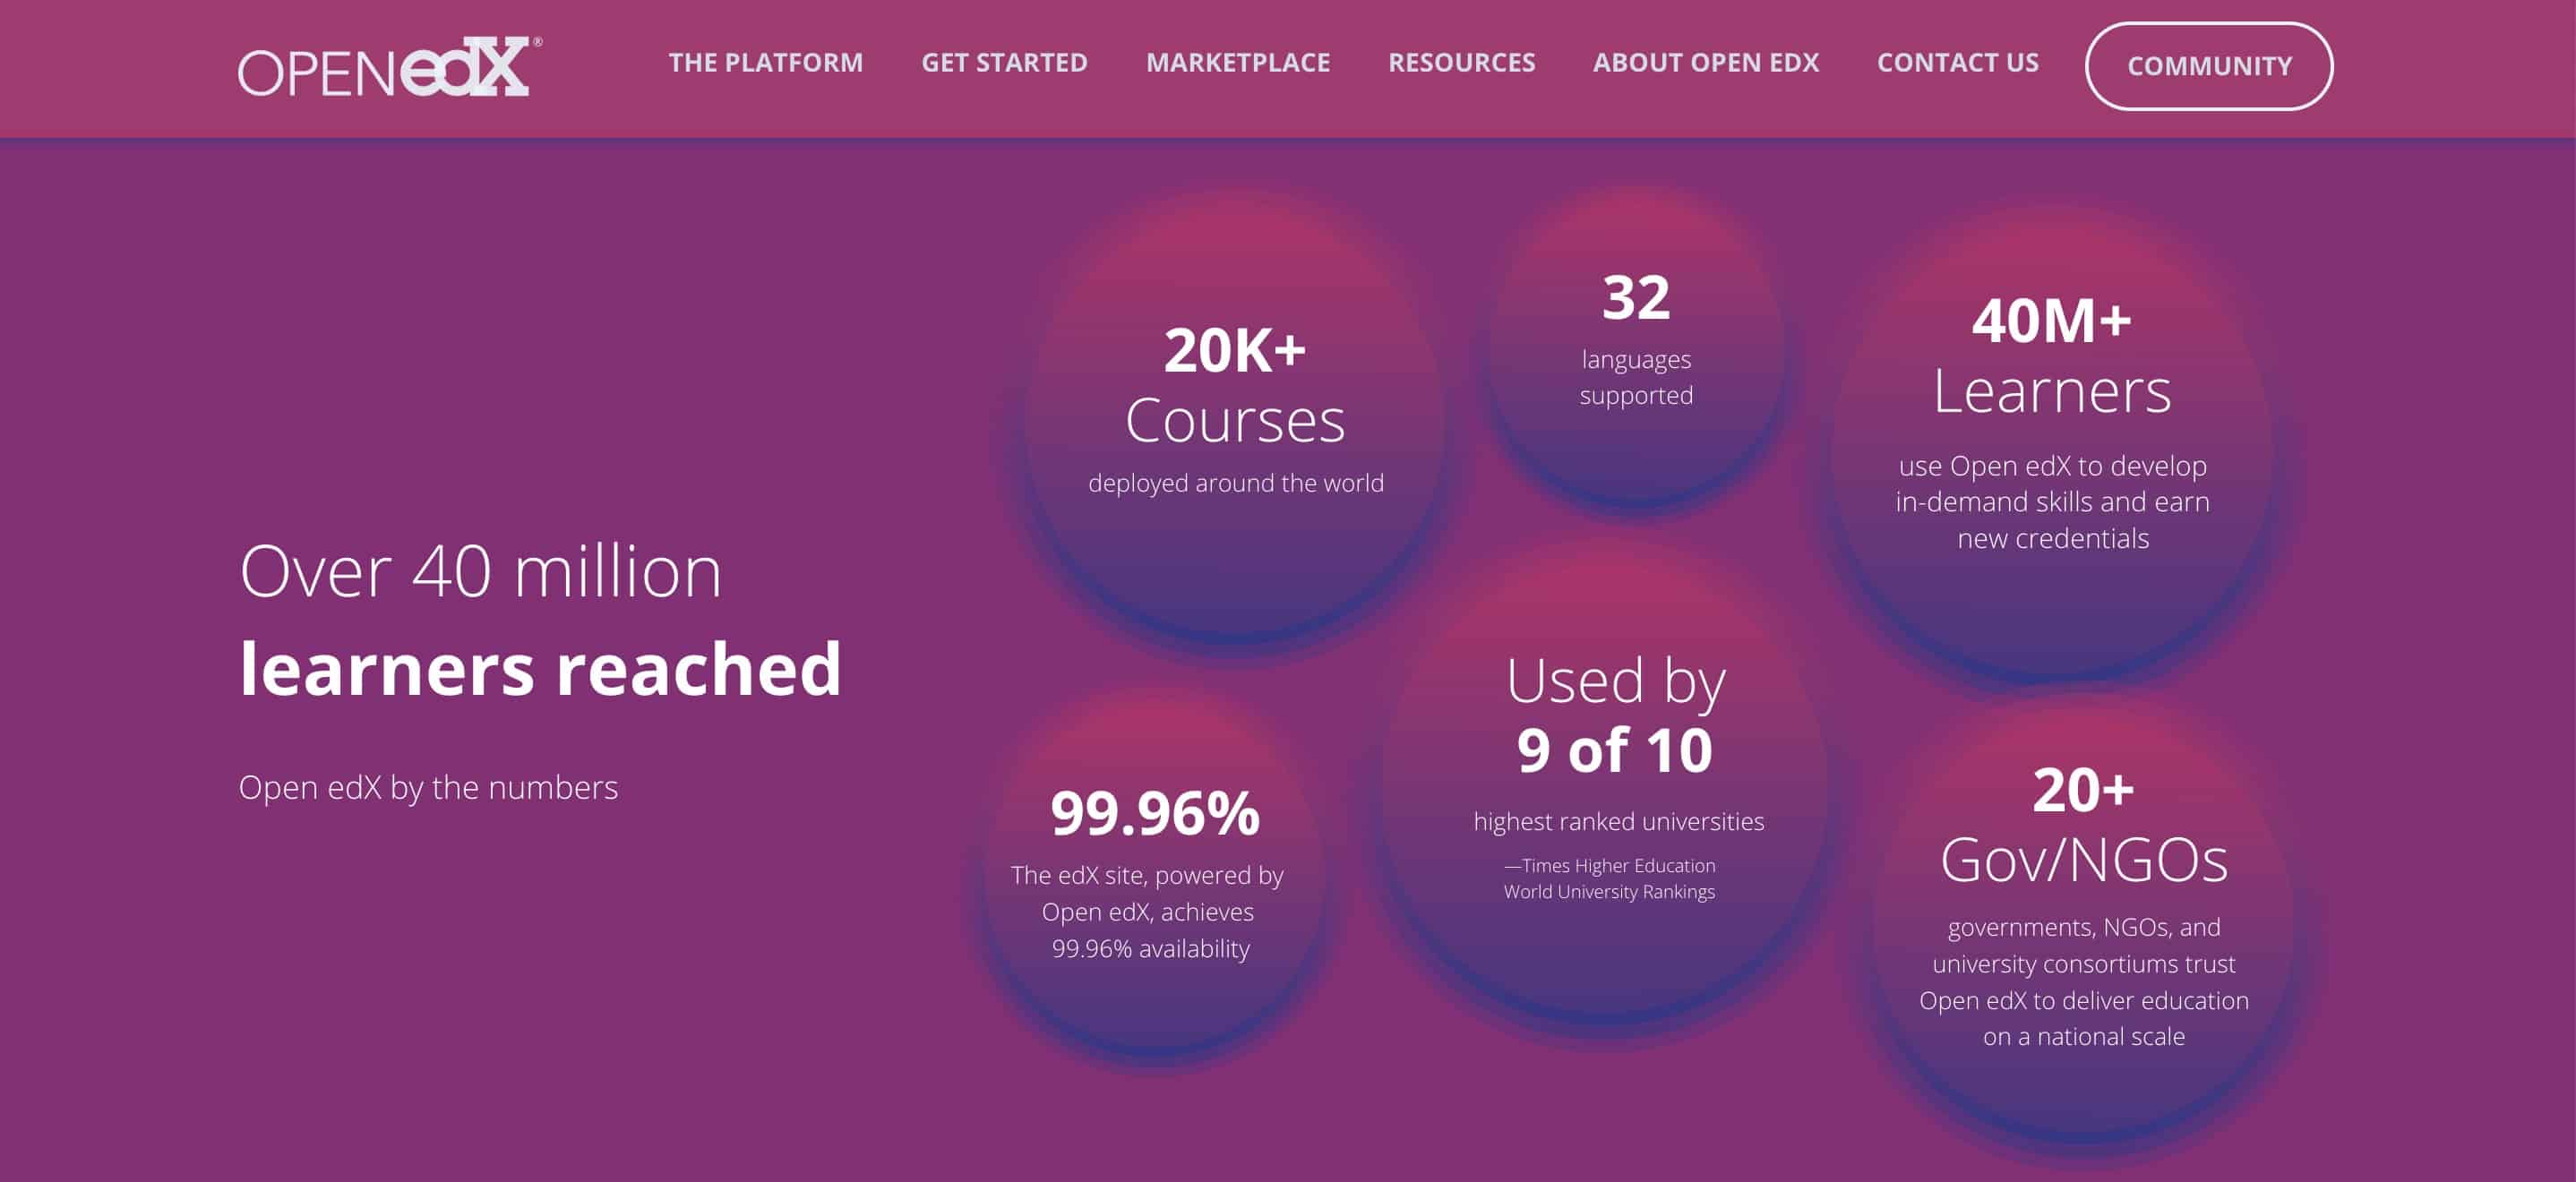 OPENedX®
THE PLATFORM
GET STARTED
MARKETPLACE
RESOURCES
ABOUT OPEN EDX
CONTACT US
COMMUNITY
Over 40 million
learners reached
Open edX by the numbers
20K+
Courses
deployed around the world
32
languages
supported
40M+
Learners
use Open edX to develop
in-demand skills and earn
new credentials
99.96%
The edX site, powered by
Open edX, achieves
99.96% availability
Used by
9 of 10
highest ranked universities
—Times Higher Education
World University Rankings
20+
Gov/NGOs
governments, NGOs, and
university consortiums trust
Open edX to deliver education
on a national scale